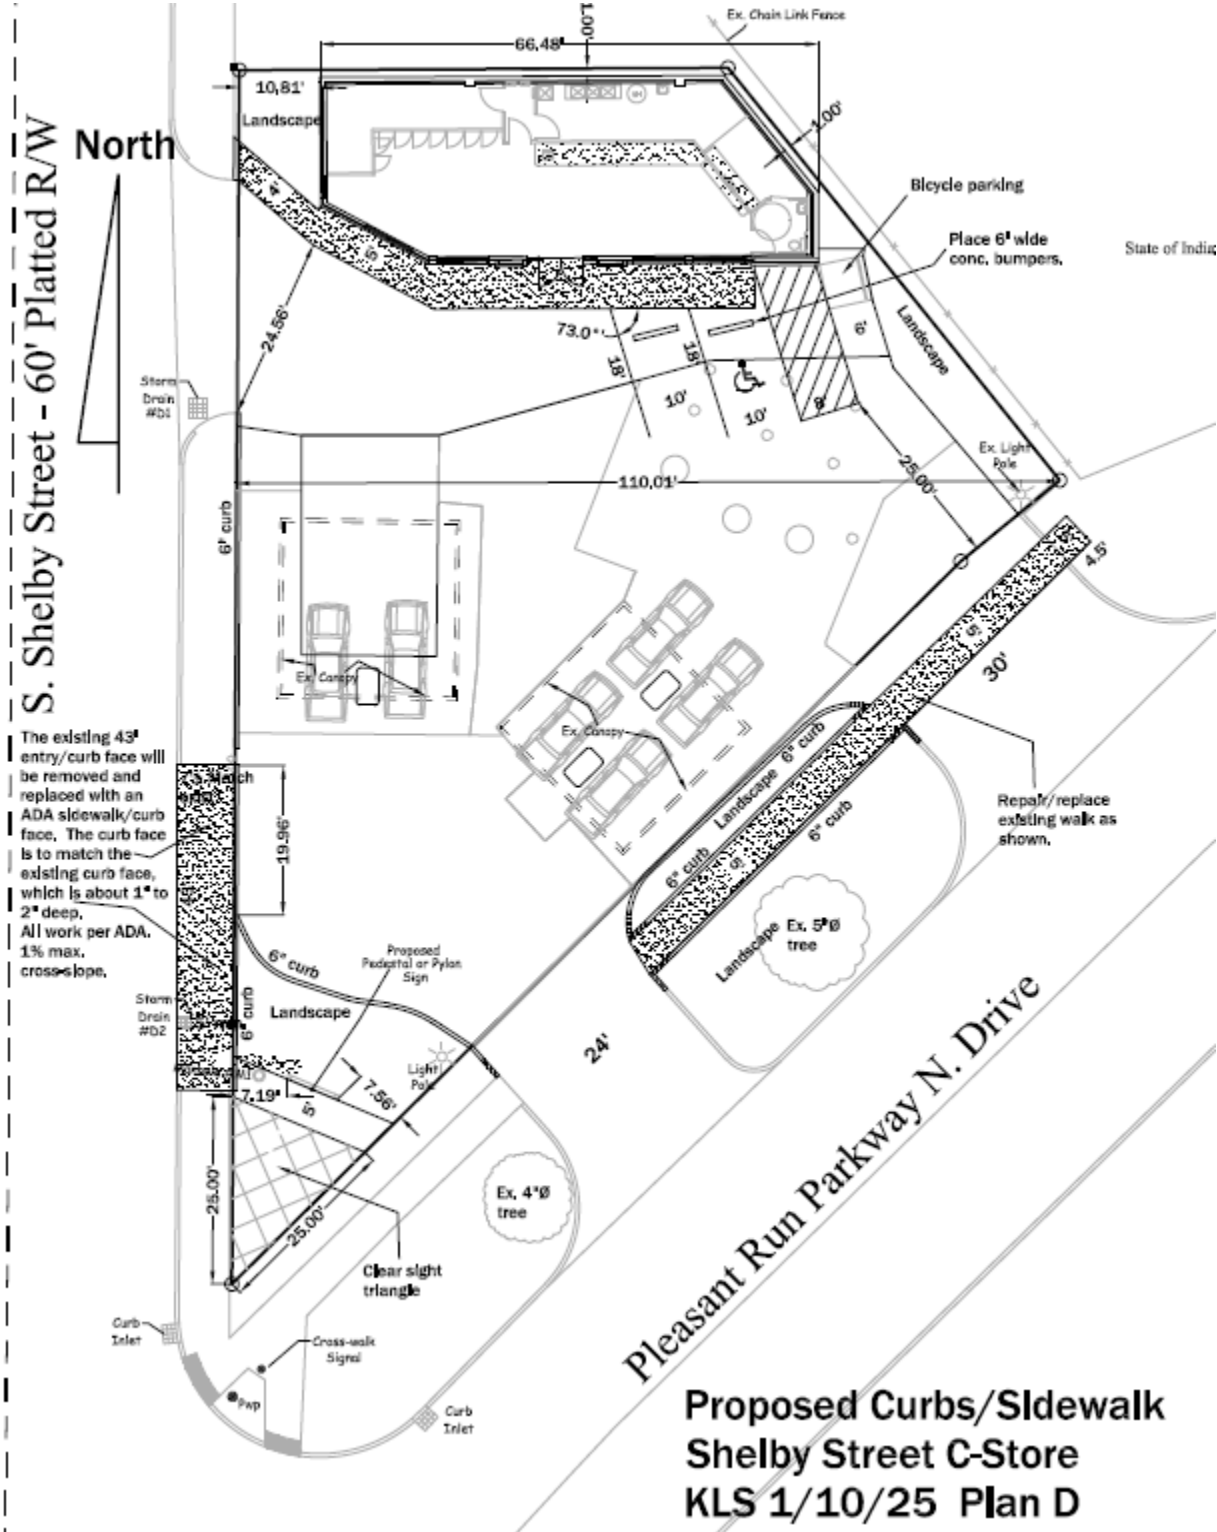 Ex. Chain Link Fence
1.00'
66.48'
10.81'
Landscape
1.00'
North
S. Shelby Street - 60' Platted R/W
Bicycle parking
Place 6" wide
conc. bumpers.
4'
5'
24.56'
73.0°
18'
18'
10'
10'
8'
6'
Landscape
Storm
Drain
#D1
Ex. Light
Pole
25.00'
110.01'
6" curb
Ex. Canopy
Ex. Canopy
4.5'
5'
30'
The existing 43"
entry/curb face will
be removed and
replaced with an
ADA sidewalk/curb
face. The curb face
is to match the
existing curb face,
which is about 1" to
2" deep.
All work per ADA.
1% max.
cross-slope.
19.96'
6" curb
Landscape
6" curb
6" curb
5'
Repair/replace
existing walk as
shown.
Ex. 5"Ø
tree
Landscape
6" curb
Proposed
Pedestal or Pylon
Sign
Landscape
6" curb
Storm
Drain
#D2
Light
Pole
7.56'
7.19'
5'
24'
25.00'
25.00'
Ex. 4"Ø
tree
Clear sight
triangle
Curb
Inlet
Cross-walk
Signal
Pwp
Curb
Inlet
Pleasant Run Parkway N. Drive
Proposed Curbs/Sidewalk
Shelby Street C-Store
KLS 1/10/25 Plan D
State of India